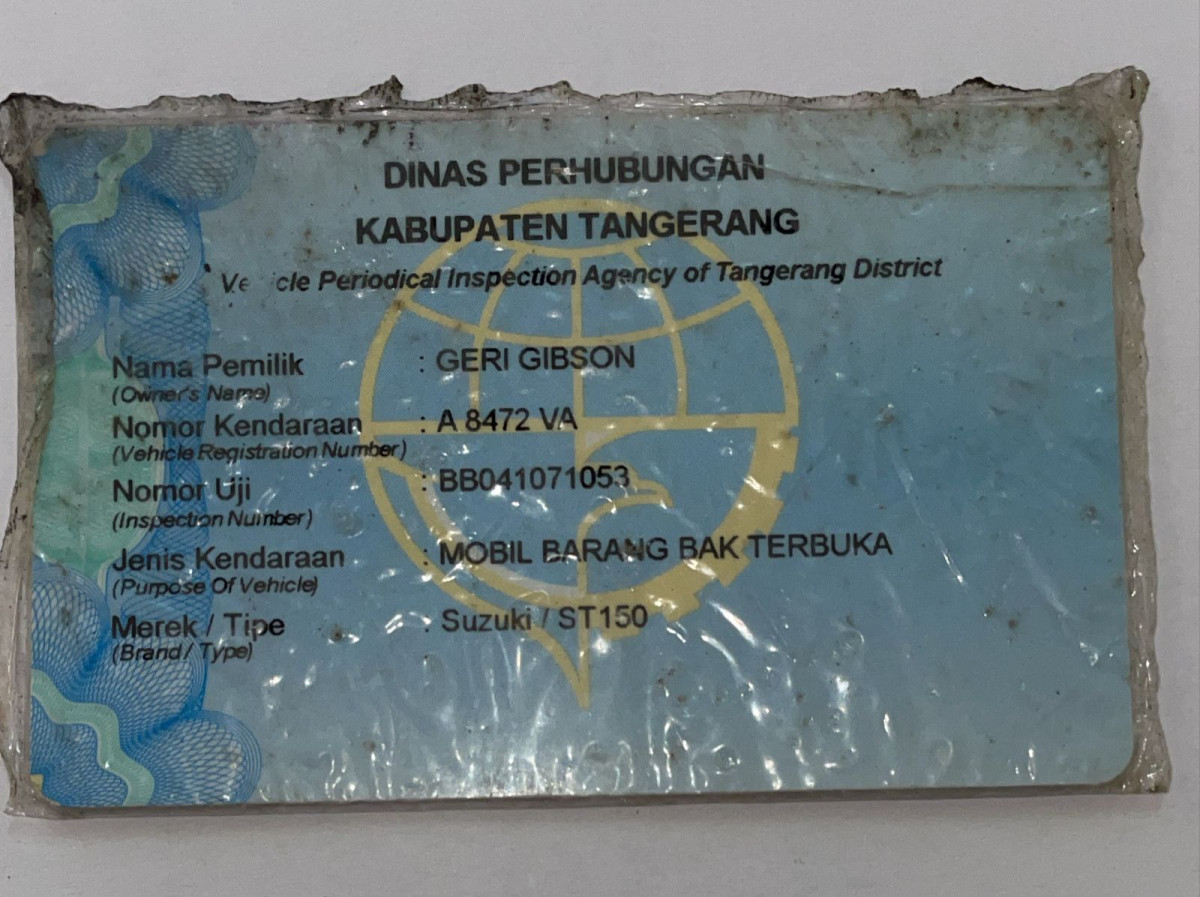 DINAS PERHUBUNGAN
KABUPATEN TANGERANG
Vehicle Periodical Inspection Agency of Tangerang District
Nama Pemilik : GERI GIBSON
(Owner's Name)
Nomor Kendaraan : A 8472 VA
(Vehicle Registration Number)
Nomor Uji : BB041071053
(Inspection Number)
Jenis Kendaraan : MOBIL BARANG BAK TERBUKA
(Purpose Of Vehicle)
Merek / Tipe : Suzuki / ST150
(Brand / Type)